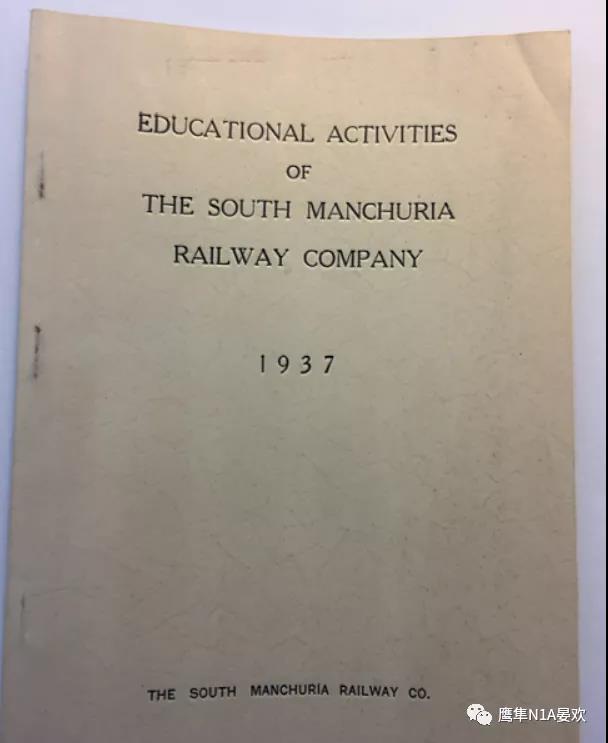 EDUCATIONAL ACTIVITIES
OF
THE SOUTH MANCHURIA
RAILWAY COMPANY
1937
THE SOUTH MANCHURIA RAILWAY CO.
鹰隼N1A晏欢